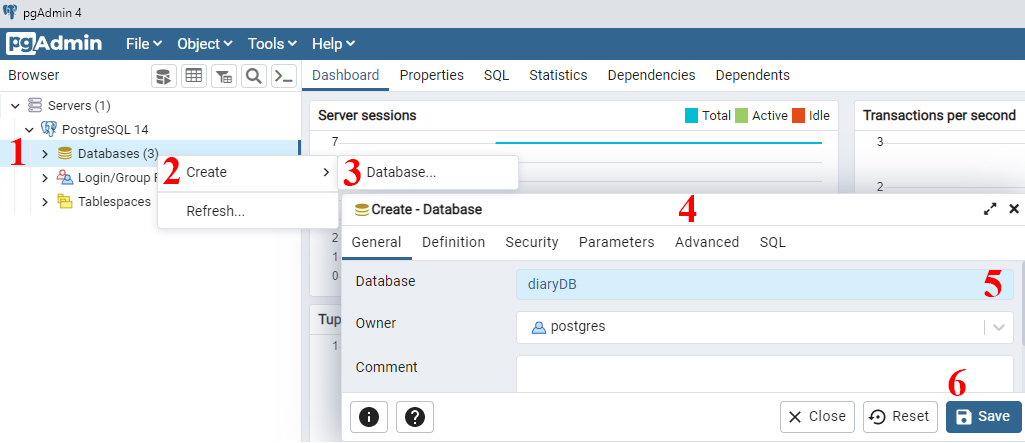 pgAdmin 4
pgAdmin File Object Tools Help
Browser Dashboard Properties SQL Statistics Dependencies Dependents
Servers (1)
Server sessions Total Active Idle
Transactions per second
PostgreSQL 14
7
3
1 Databases (3)
2 Create
3 Database...
Login/Group
2
Tablespaces
Refresh...
Create - Database 4
2
1
0
General Definition Security Parameters Advanced SQL
Database diaryDB 5
Owner postgres
Tup
1
Comment
6
Close Reset Save